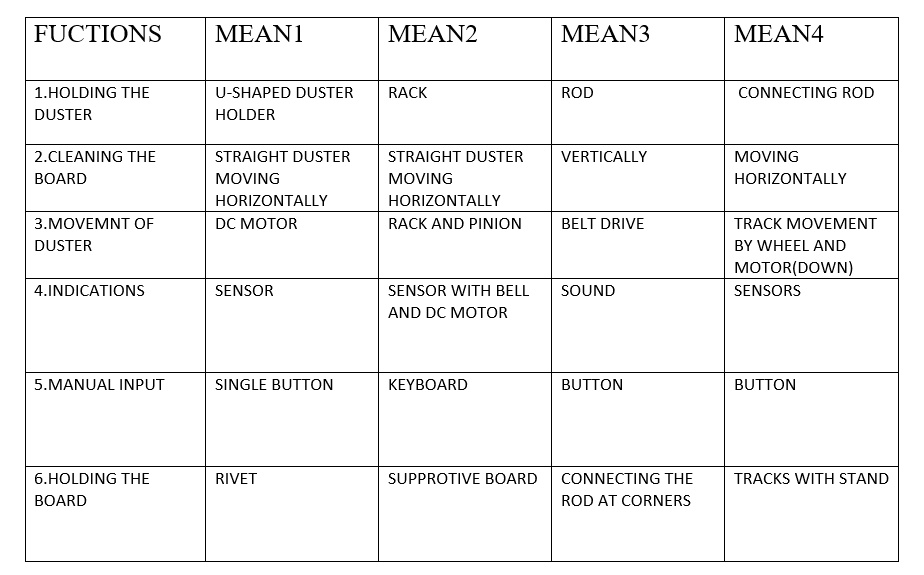 FUCTIONS MEAN1 MEAN2 MEAN3 MEAN4
1.HOLDING THE
DUSTER
U-SHAPED DUSTER
HOLDER
RACK
ROD
CONNECTING ROD
2.CLEANING THE
BOARD
STRAIGHT DUSTER
MOVING
HORIZONTALLY
STRAIGHT DUSTER
MOVING
HORIZONTALLY
VERTICALLY
MOVING
HORIZONTALLY
3.MOVEMNT OF
DUSTER
DC MOTOR
RACK AND PINION
BELT DRIVE
TRACK MOVEMENT
BY WHEEL AND
MOTOR(DOWN)
4.INDICATIONS
SENSOR
SENSOR WITH BELL
AND DC MOTOR
SOUND
SENSORS
5.MANUAL INPUT
SINGLE BUTTON
KEYBOARD
BUTTON
BUTTON
6.HOLDING THE
BOARD
RIVET
SUPPROTIVE BOARD
CONNECTING THE
ROD AT CORNERS
TRACKS WITH STAND